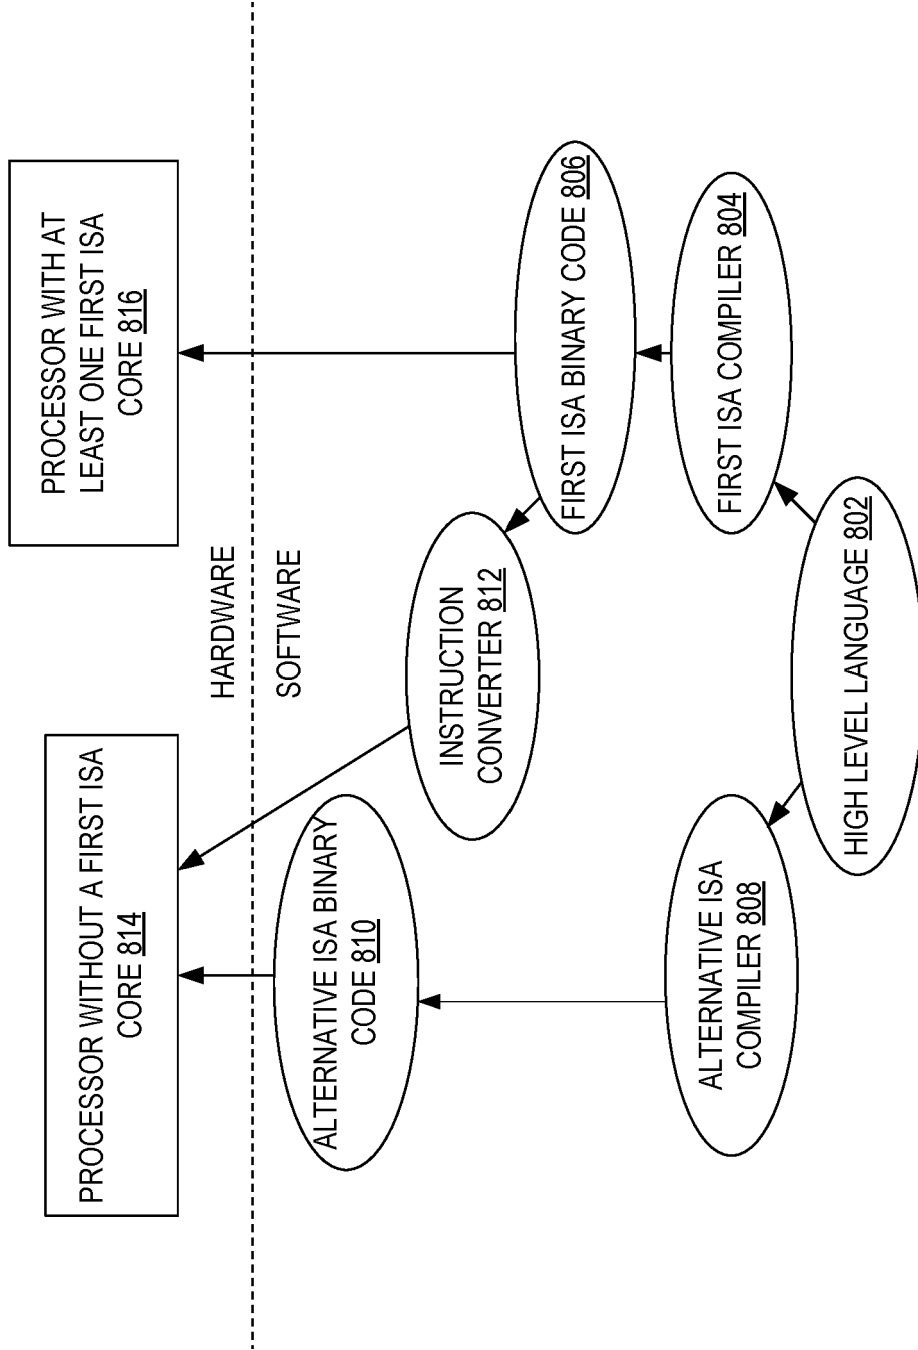 PROCESSOR WITHOUT A FIRST ISA
CORE 814
PROCESSOR WITH AT
LEAST ONE FIRST ISA
CORE 816
HARDWARE
SOFTWARE
ALTERNATIVE ISA BINARY
CODE 810
INSTRUCTION
CONVERTER 812
FIRST ISA BINARY CODE 806
ALTERNATIVE ISA
COMPILER 808
FIRST ISA COMPILER 804
HIGH LEVEL LANGUAGE 802